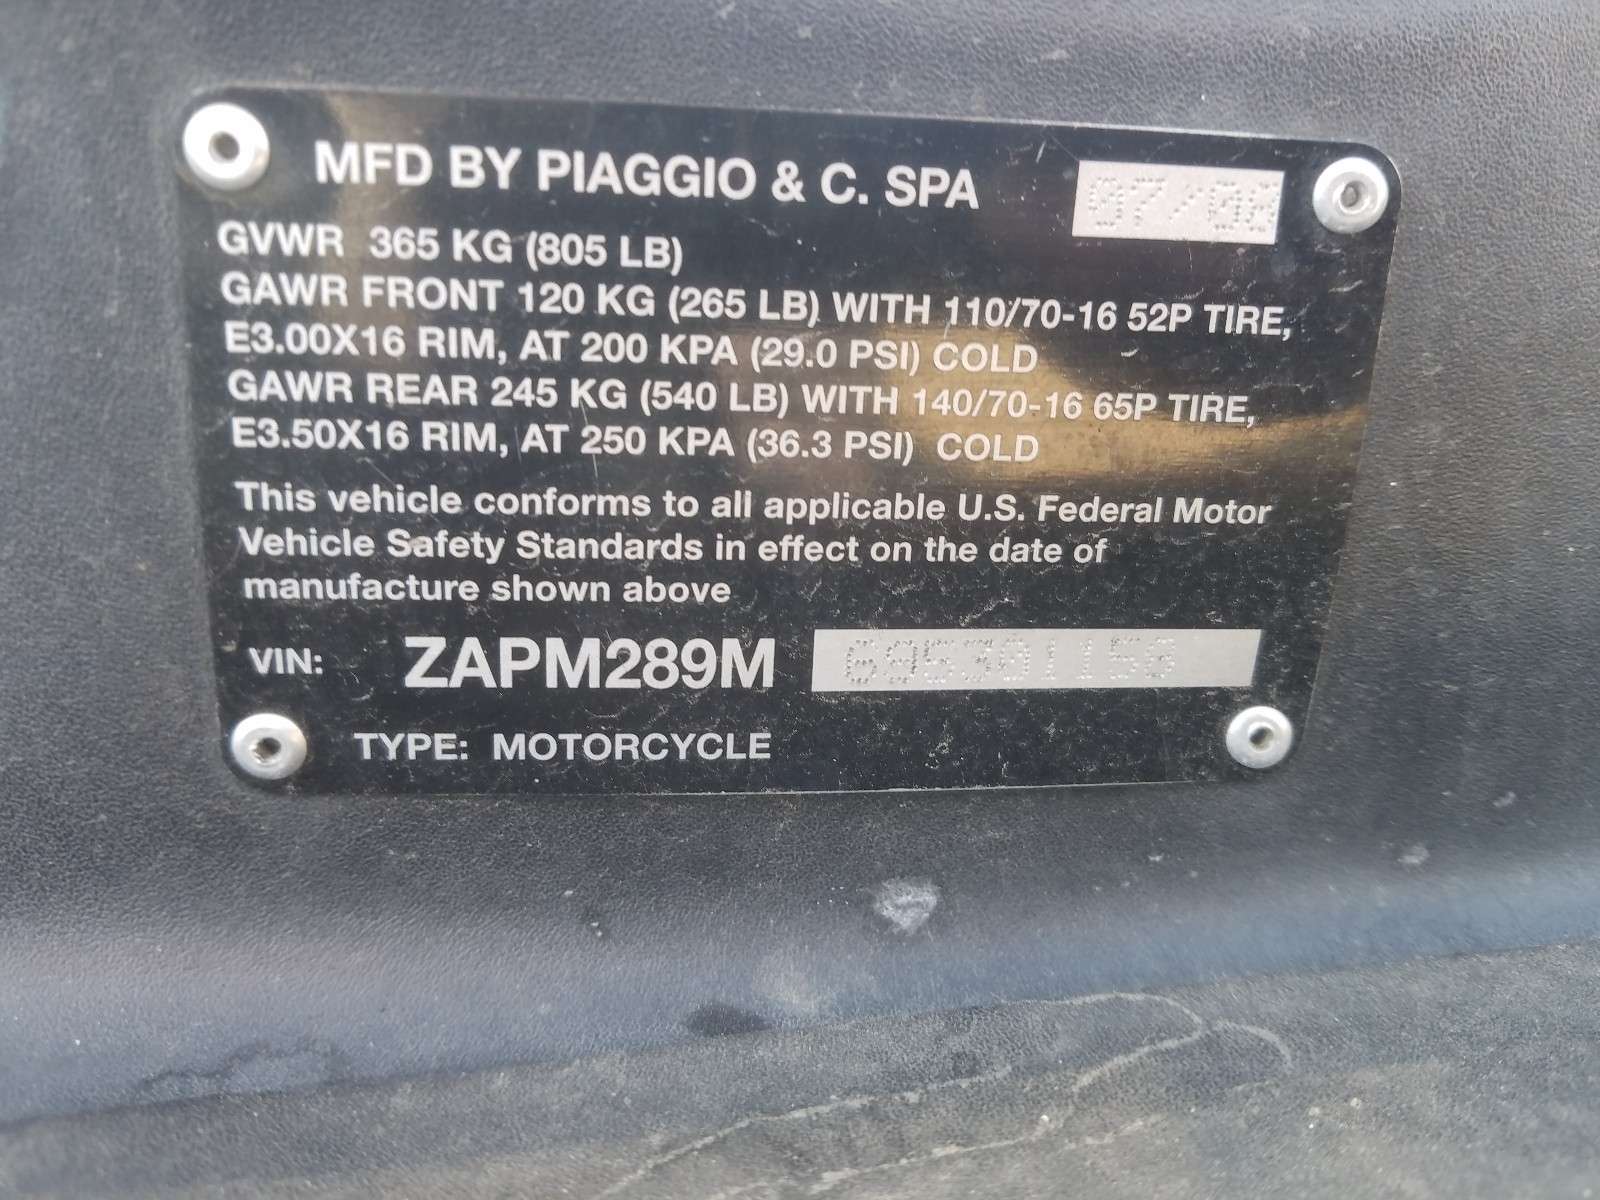 MFD BY PIAGGIO & C. SPA 07/08
GVWR 365 KG (805 LB)
GAWR FRONT 120 KG (265 LB) WITH 110/70-16 52P TIRE,
E3.00X16 RIM, AT 200 KPA (29.0 PSI) COLD
GAWR REAR 245 KG (540 LB) WITH 140/70-16 65P TIRE,
E3.50X16 RIM, AT 250 KPA (36.3 PSI) COLD
This vehicle conforms to all applicable U.S. Federal Motor
Vehicle Safety Standards in effect on the date of
manufacture shown above
VIN: ZAPM289M
TYPE: MOTORCYCLE